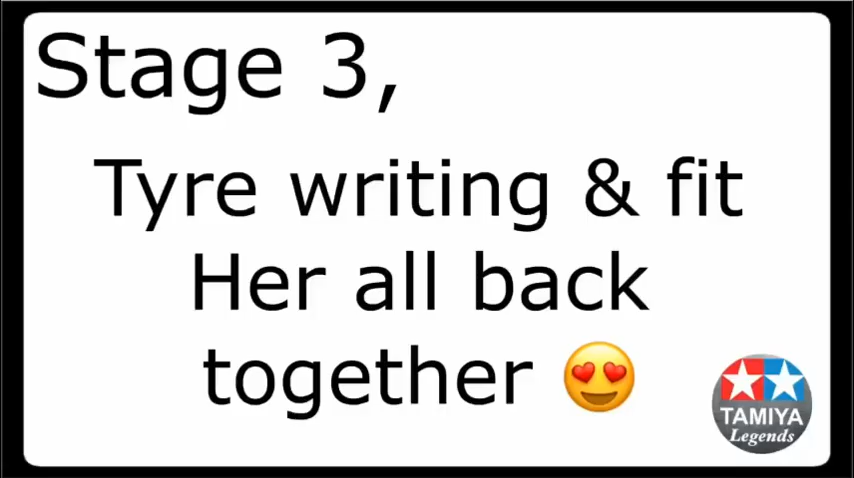 Stage 3,
Tyre writing & fit
Her all back
together 😍
TAMIYA
Legends